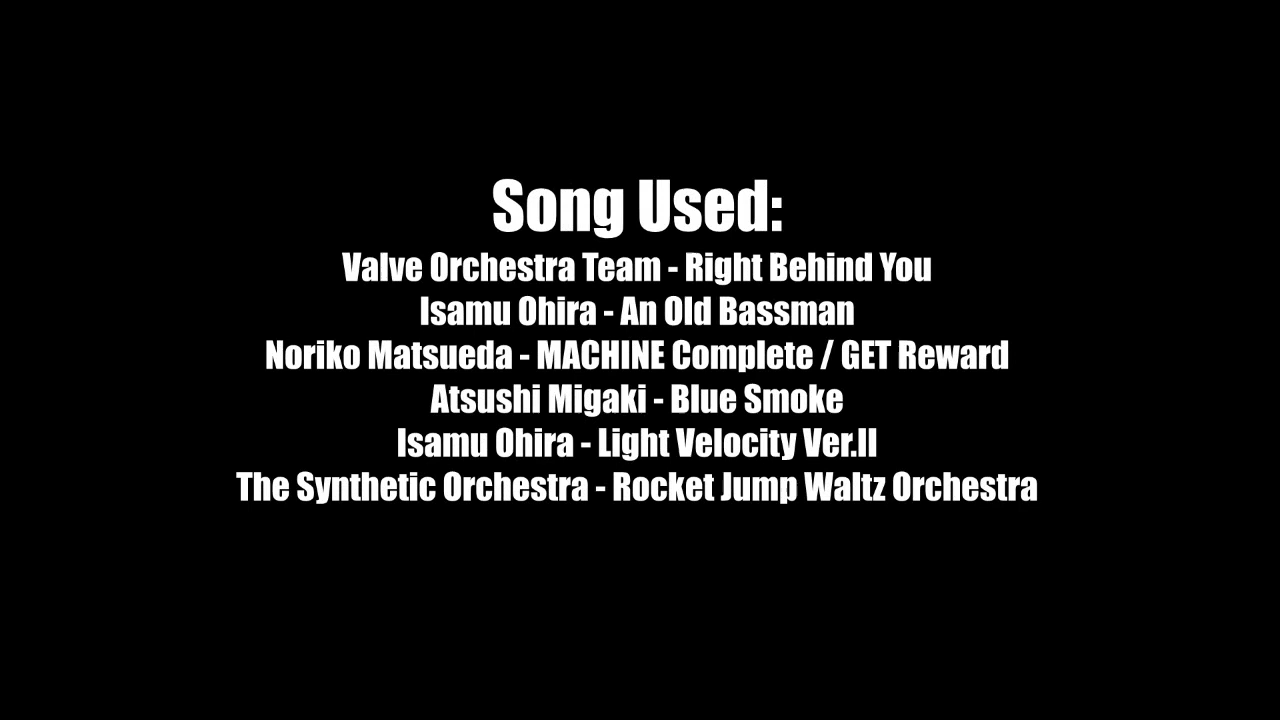 Song Used:
Valve Orchestra Team - Right Behind You
Isamu Ohira - An Old Bassman
Noriko Matsueda - MACHINE Complete / GET Reward
Atsushi Migaki - Blue Smoke
Isamu Ohira - Light Velocity Ver.II
The Synthetic Orchestra - Rocket Jump Waltz Orchestra